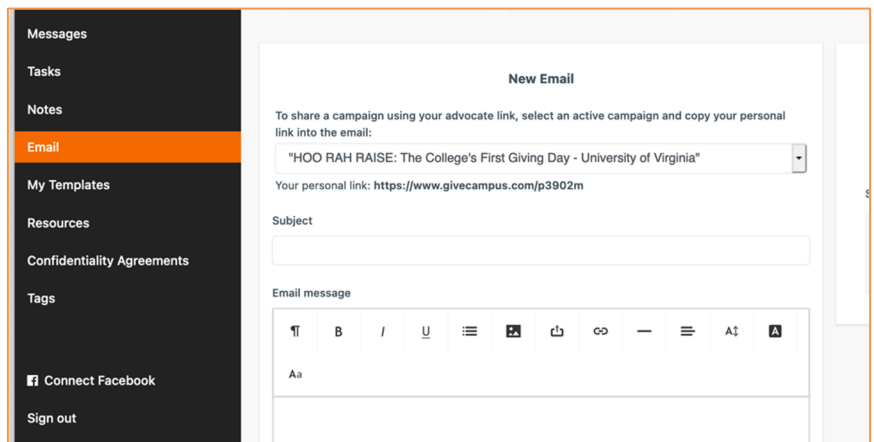 Messages
Tasks
Notes
Email
My Templates
Resources
Confidentiality Agreements
Tags
Connect Facebook
Sign out
New Email
To share a campaign using your advocate link, select an active campaign and copy your personal
link into the email:
"HOO RAH RAISE: The College's First Giving Day - University of Virginia"
Your personal link: https://www.givecampus.com/p3902m
Subject
Email message
B I U A A
Aa